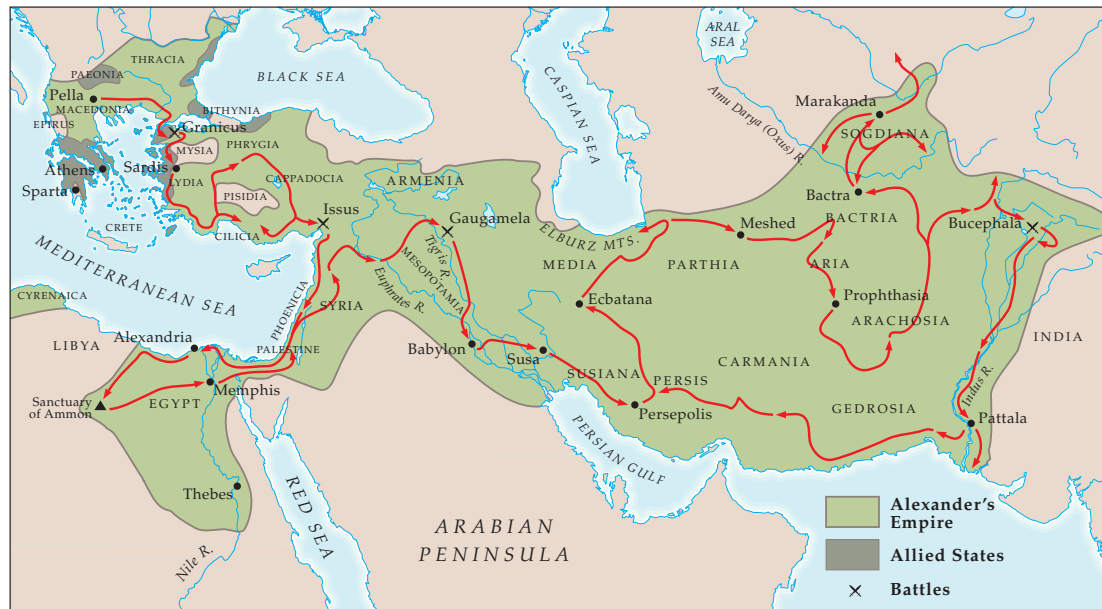 ARAL
SEA
THRACIA
PAEONIA
BLACK SEA
CASPIAN SEA
Amu Darya (Oxus) R.
Pella
MACEDONIA
BITHYNIA
Marakanda
EPIRUS
Granicus
SOGDIANA
MYSIA
PHRYGIA
Athens
Sardis
LYDIA
CAPPADOCIA
ARMENIA
Sparta
PISIDIA
Bactra
BACTRIA
Issus
Gaugamela
ELBURZ MTS.
Meshed
Bucephala
CRETE
CILICIA
Tigris R.
MESOPOTAMIA
MEDIA
PARTHIA
ARIA
MEDITERRANEAN SEA
Euphrates R.
CYRENAICA
PHOENICIA
SYRIA
Ecbatana
Prophthasia
ARACHOSIA
LIBYA
Alexandria
PALESTINE
Babylon
Susa
CARMANIA
INDIA
SUSIANA
PERSIS
Indus R.
Sanctuary
of Ammon
EGYPT
Memphis
Persepolis
GEDROSIA
Pattala
PERSIAN GULF
Thebes
RED SEA
Nile R.
ARABIAN
PENINSULA
Alexander's
Empire
Allied States
Battles